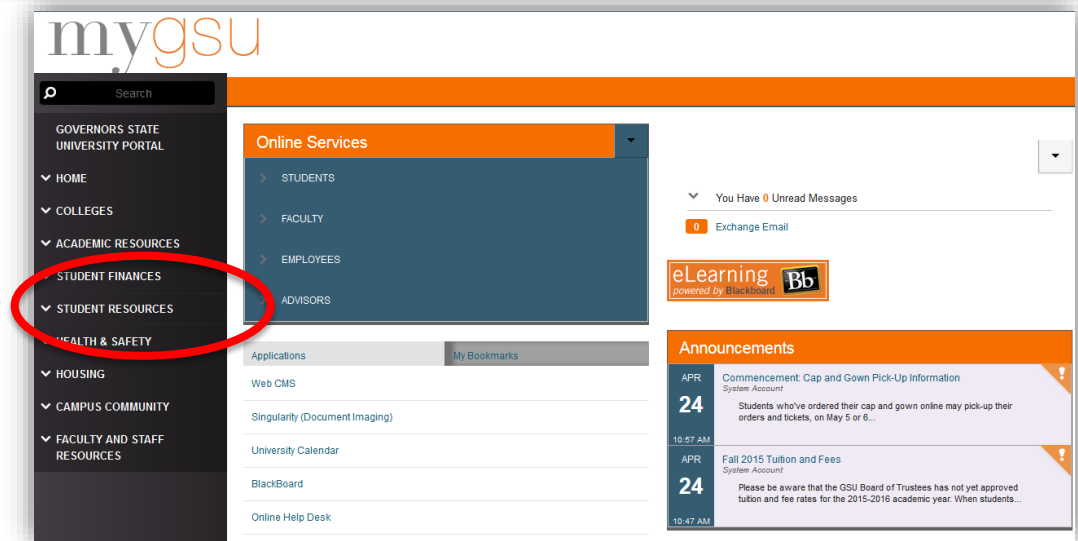 mygsu
Search
GOVERNORS STATE
UNIVERSITY PORTAL
HOME
COLLEGES
ACADEMIC RESOURCES
STUDENT FINANCES
STUDENT RESOURCES
HEALTH & SAFETY
HOUSING
CAMPUS COMMUNITY
FACULTY AND STAFF
RESOURCES
Online Services
STUDENTS
FACULTY
EMPLOYEES
ADVISORS
Applications
My Bookmarks
Web CMS
Singularity (Document Imaging)
University Calendar
BlackBoard
Online Help Desk
You Have 0 Unread Messages
0 Exchange Email
eLearning
powered by Blackboard
Bb
Announcements
APR
24
10:57 AM
Commencement: Cap and Gown Pick-Up Information
System Account
Students who've ordered their cap and gown online may pick-up their
orders and tickets, on May 5 or 6...
!
APR
24
10:47 AM
Fall 2015 Tuition and Fees
System Account
Please be aware that the GSU Board of Trustees has not yet approved
tuition and fee rates for the 2015-2016 academic year. When students...
!